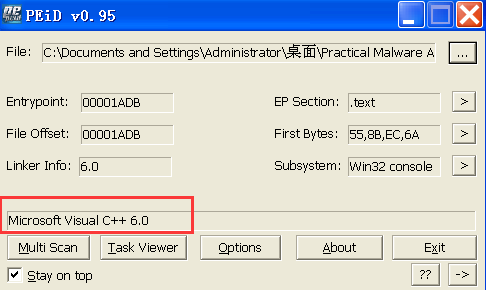 PEiD v0.95
File: C:\Documents and Settings\Administrator\桌面\Practical Malware A ...
Entrypoint: 00001ADB EP Section: .text >
File Offset: 00001ADB First Bytes: 55,8B,EC,6A >
Linker Info: 6.0 Subsystem: Win32 console >
Microsoft Visual C++ 6.0
Multi Scan Task Viewer Options About Exit
Stay on top ?? ->